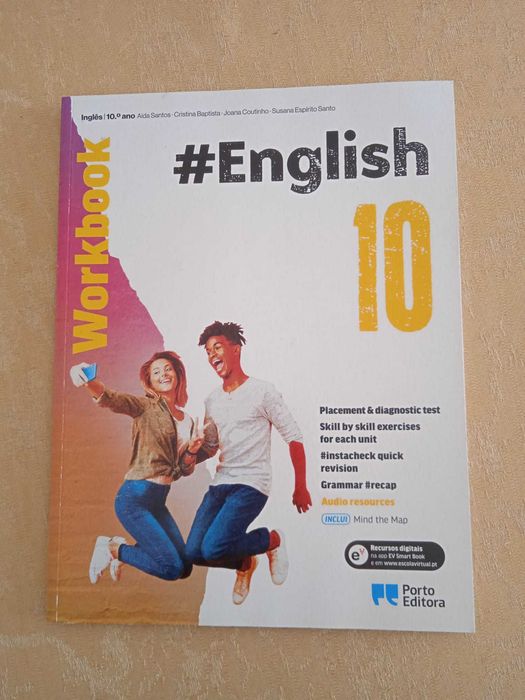 Inglês | 10.º ano Aida Santos · Cristina Baptista · Joana Coutinho · Susana Espírito Santo
#English
10
Workbook
Placement & diagnostic test
Skill by skill exercises
for each unit
#instacheck quick
revision
Grammar #recap
Audio resources
INCLUI Mind the Map
eV Recursos digitais
na app EV Smart Book
e em www.escolavirtual.pt
Porto
Editora